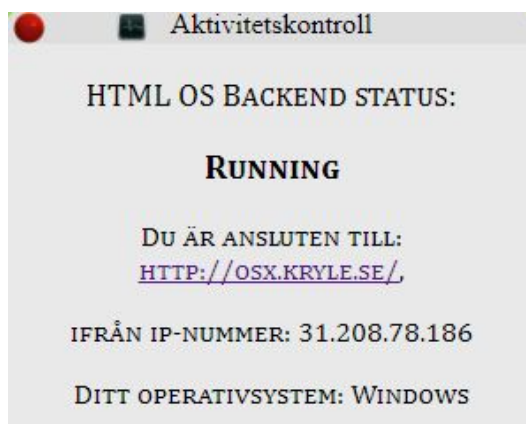 Aktivitetskontroll
HTML OS Backend status:
Running
Du är ansluten till:
http://osx.kryle.se/,
ifrån ip-nummer: 31.208.78.186
Ditt operativsystem: Windows